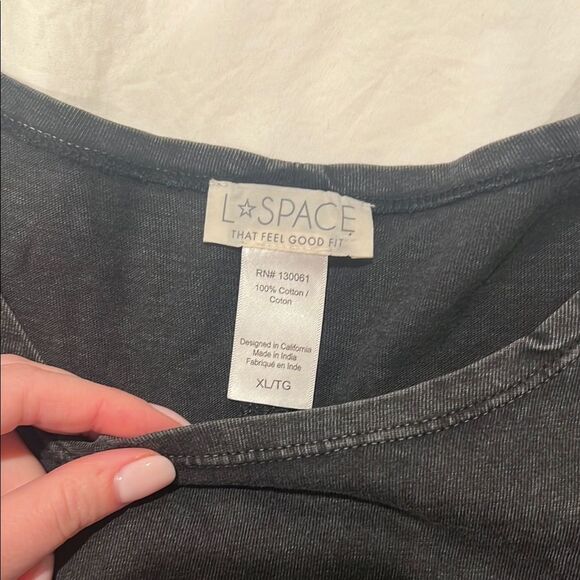 L☆SPACE
THAT FEEL GOOD FIT
RN# 130061
100% Cotton /
Coton
Designed in California
Made in India
Fabriqué en Inde
XL/TG